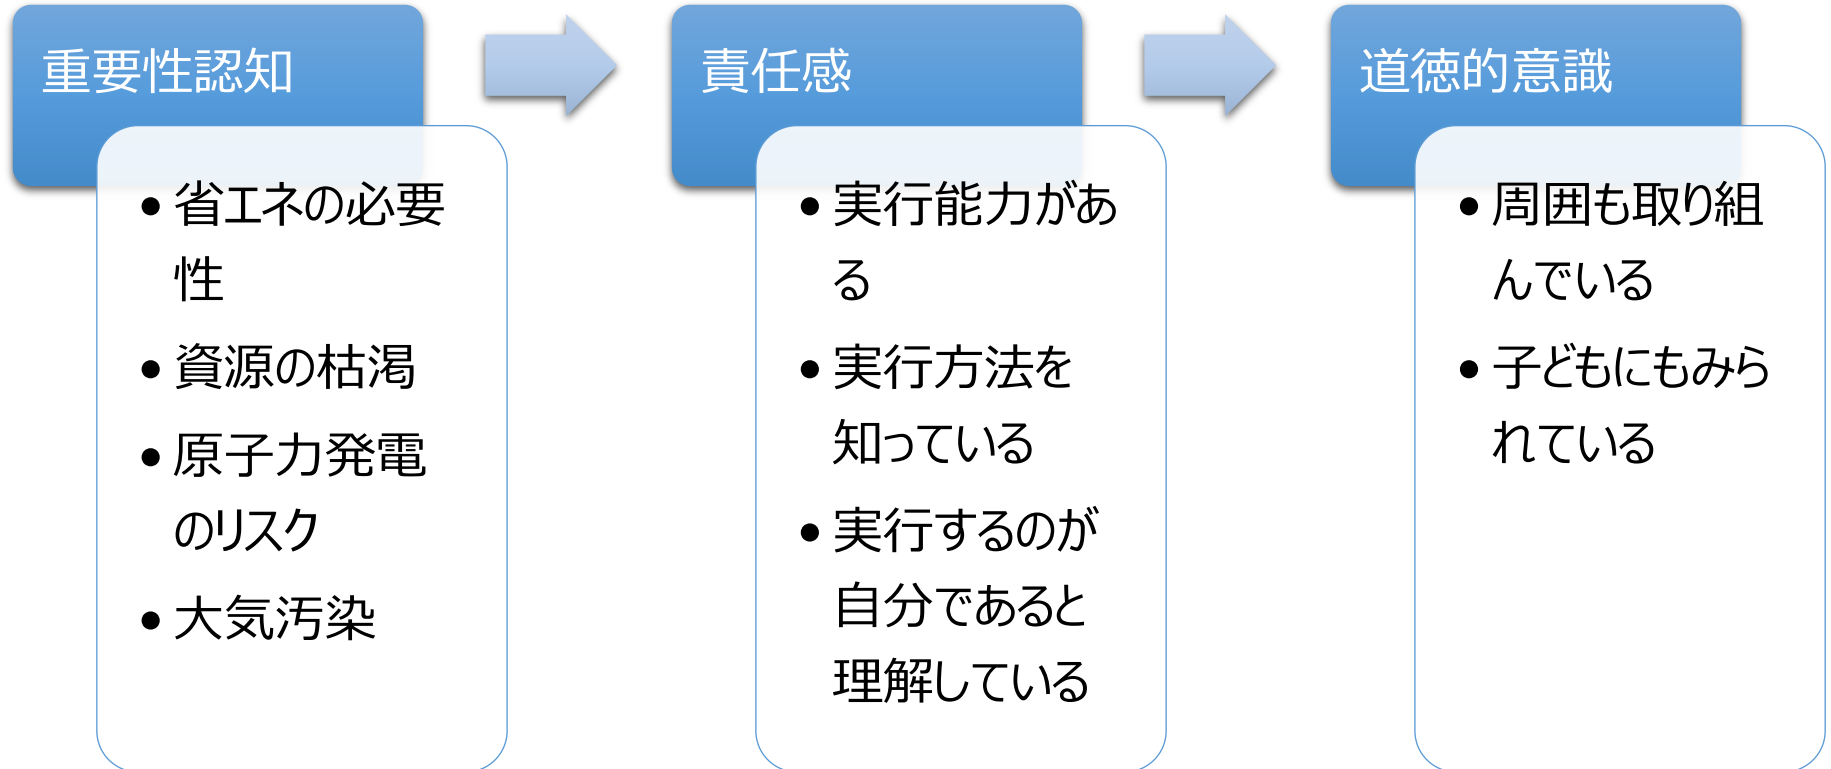 重要性認知
• 省エネの必要
性
• 資源の枯渇
• 原子力発電
のリスク
• 大気汚染
責任感
• 実行能力があ
る
• 実行方法を
知っている
• 実行するのが
自分であると
理解している
道徳的意識
• 周囲も取り組
んでいる
• 子どもにもみら
れている